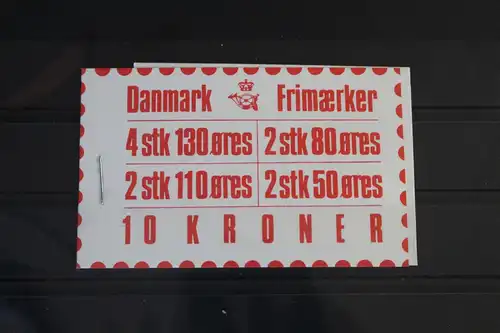 Danmark Frimærker
4 stk 130 øres 2 stk 80 øres
2 stk 110 øres 2 stk 50 øres
10 KRONER